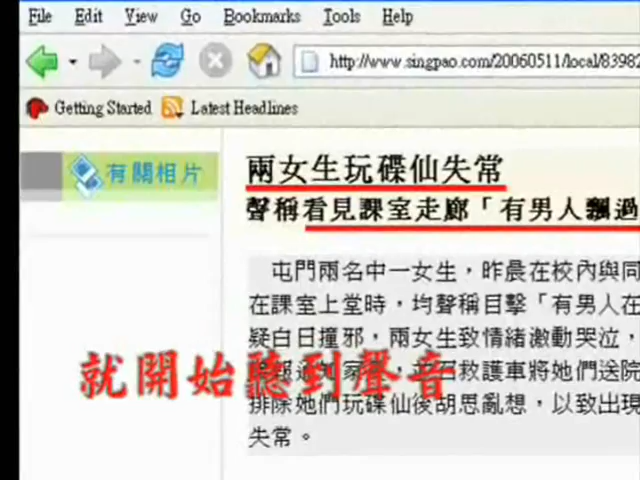 File Edit View Go Bookmarks Tools Help
http://www.singpao.com/20060511/local/83982
Getting Started Latest Headlines
有關相片
兩女生玩碟仙失常
聲稱看見課室走廊「有男人飄過
屯門兩名中一女生，昨晨在校內與同
在課室上堂時，均聲稱目擊「有男人在
疑白日撞邪，兩女生致情緒激動哭泣，
召救護車將她們送院
就開始聽到聲音
排除她們玩碟仙後胡思亂想，以致出現
失常。